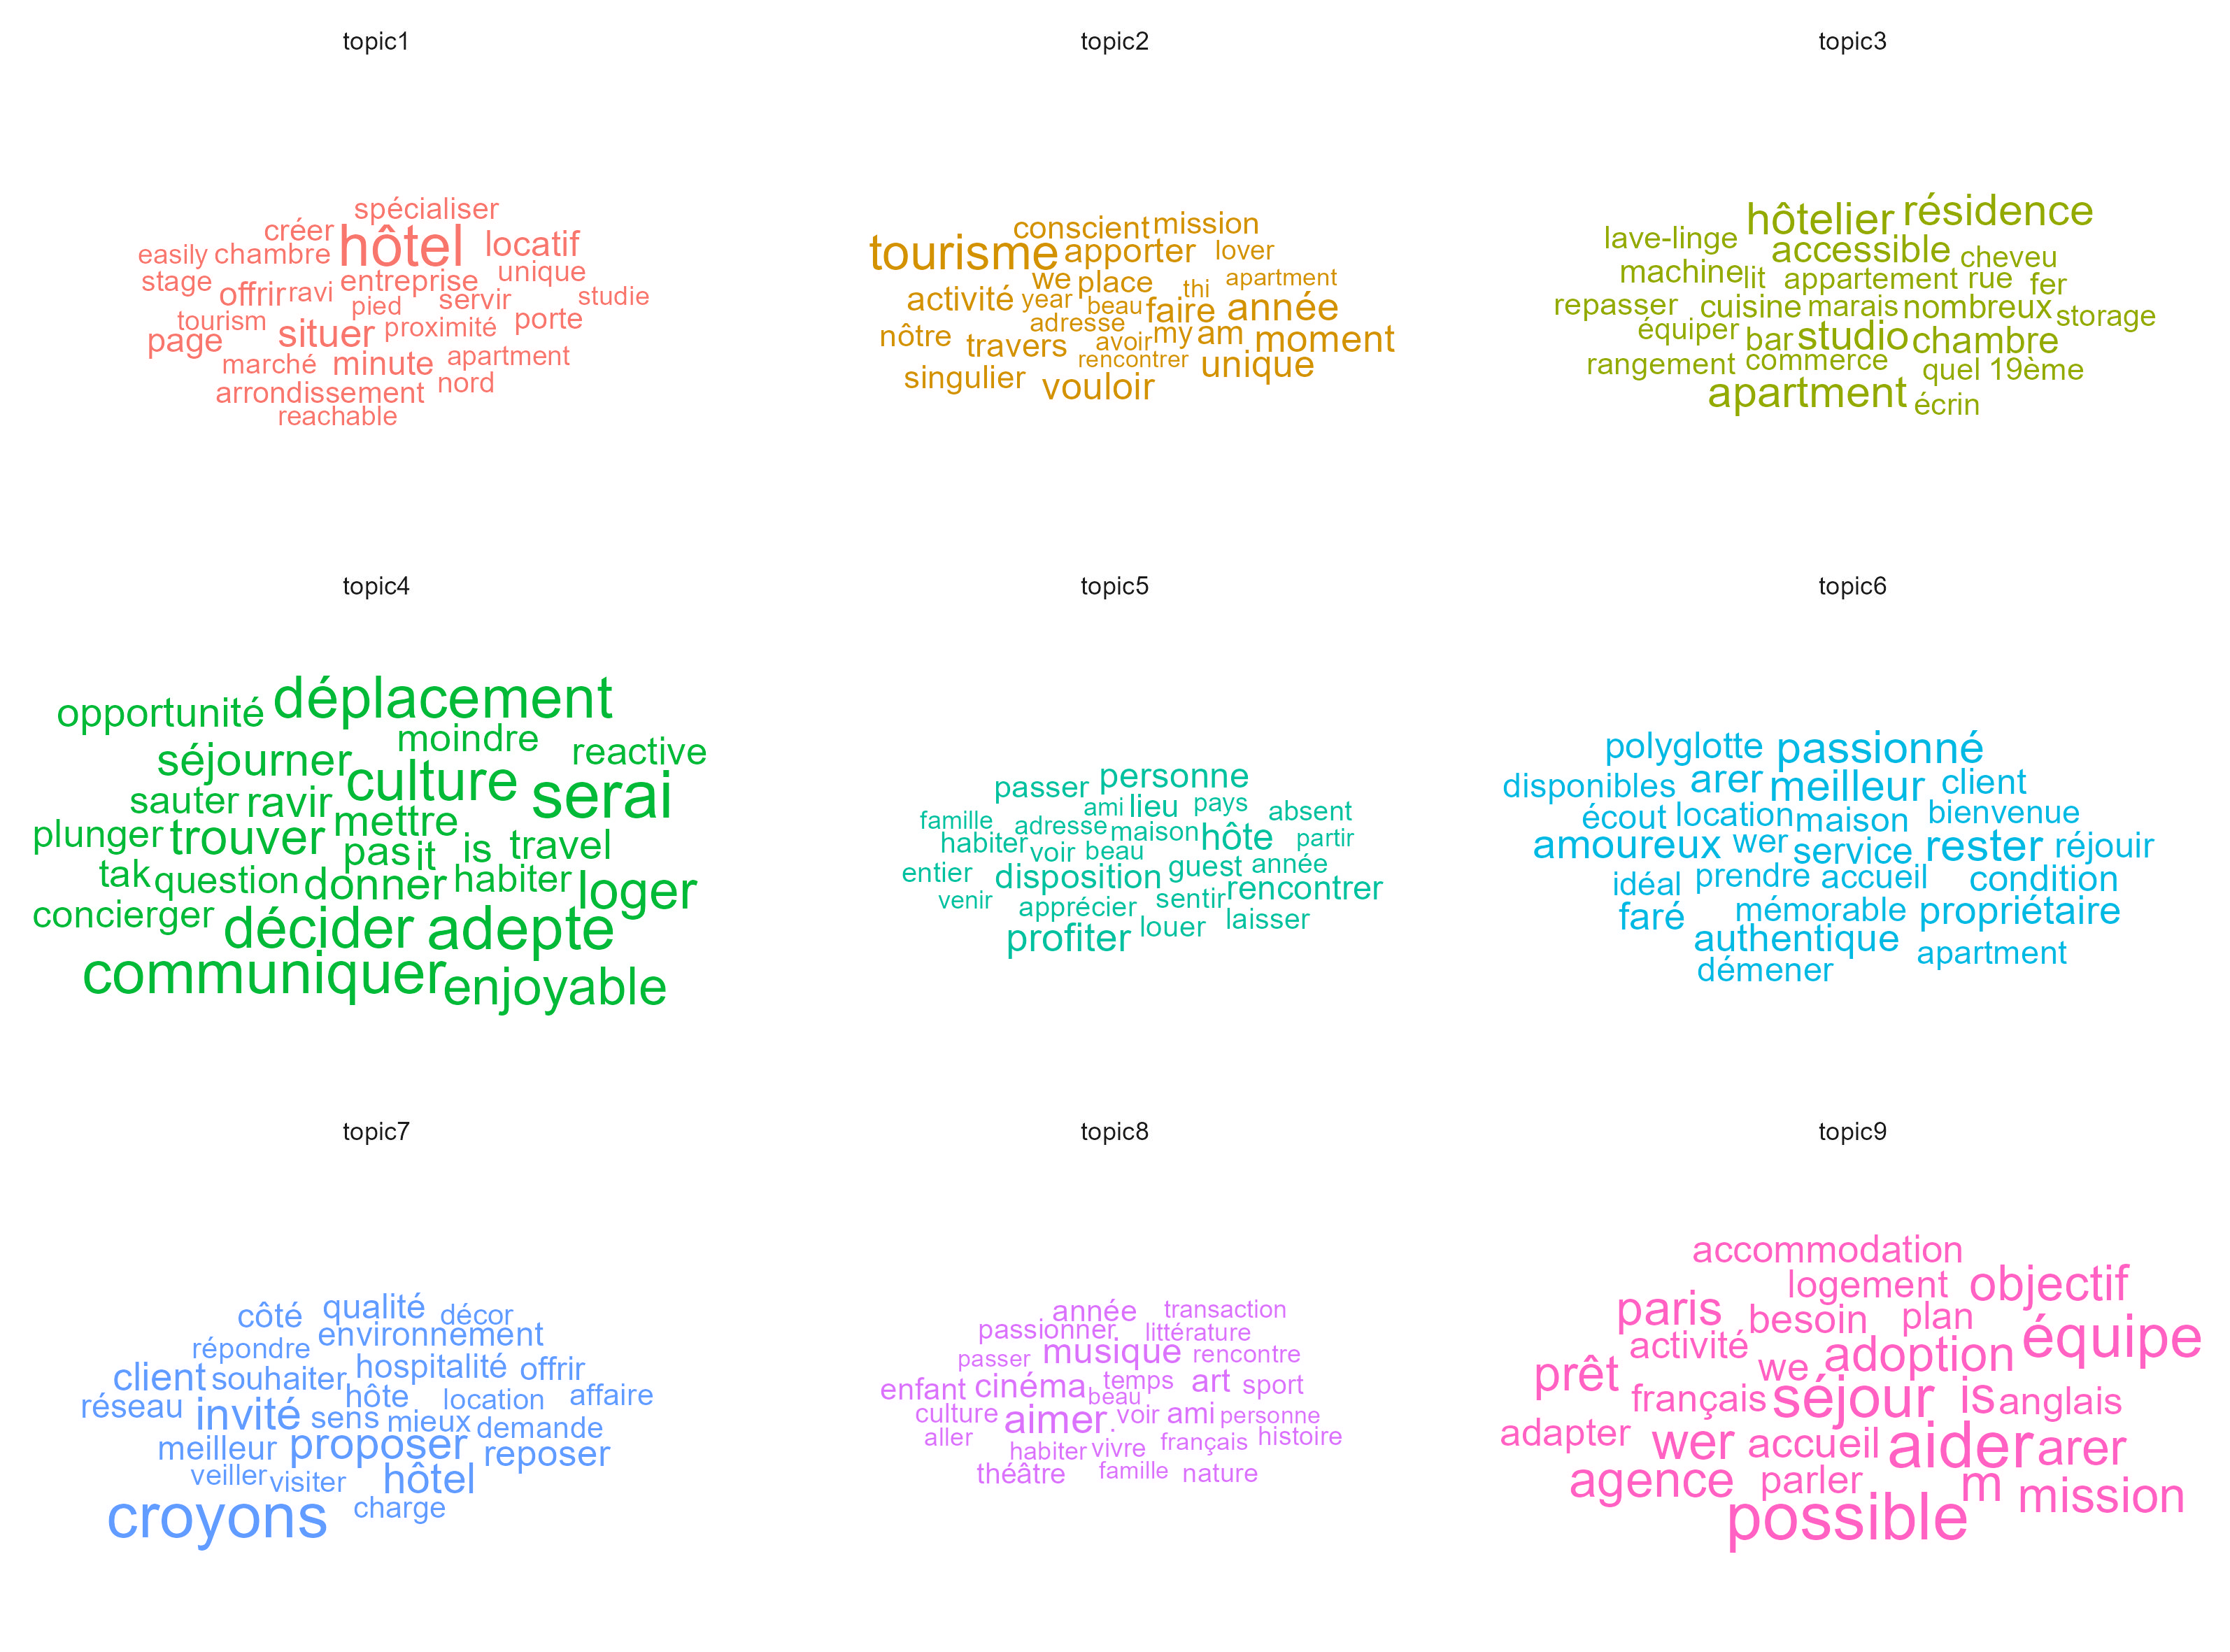 topic1
spécialiser
créer hôtel locatif
easily chambre
stage offrir ravi entreprise unique
pied servir studie
tourism situer proximité porte
page
marché minute apartment
arrondissement nord
reachable
topic2
conscient mission
tourisme apporter lover
we place thi apartment
activité year beau faire année
nôtre adresse my am moment
travers avoir
singulier rencontrer unique
vouloir
topic3
hôtelier résidence
lave-linge accessible cheveu
machine lit appartement rue fer
repasser cuisine marais nombreux storage
équiper bar studio chambre
rangement commerce quel 19ème
apartment écrin
topic4
opportunité déplacement
moindre reactive
séjourner culture serai
sauter ravir mettre
plunger trouver pas it is travel
tak question donner habiter loger
concierger décider adepte
communiquer enjoyable
topic5
passer personne
ami lieu pays absent
famille adresse maison hôte partir
habiter voir beau
entier disposition guest année
venir apprécier sentir rencontrer
profiter louer laisser
topic6
polyglotte passionné
disponibles arer meilleur client
écout location maison bienvenue
amoureux wer service rester réjouir
idéal prendre accueil condition
faré mémorable propriétaire
authentique apartment
démener
topic7
côté qualité décor
répondre environnement
client souhaiter hospitalité offrir
réseau hôte location affaire
invité sens mieux demande
meilleur proposer reposer
veiller visiter hôtel
croyons charge
topic8
année transaction
passionner littérature
passer musique rencontre
enfant cinéma temps art sport
culture beau
aimer . voir ami personne
aller habiter vivre français histoire
théâtre famille nature
topic9
accommodation
logement objectif
paris besoin plan
activité we adoption équipe
prêt français séjour is anglais
adapter wer accueil aider arer
agence parler m mission
possible